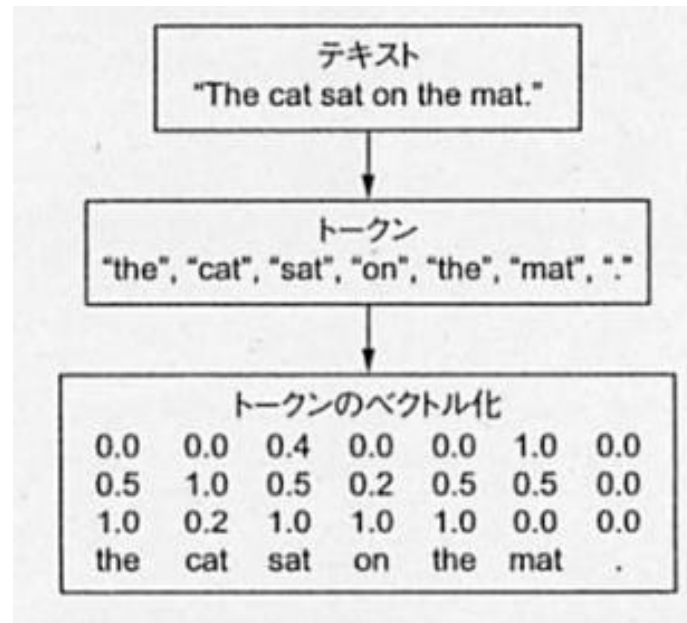 テキスト
“The cat sat on the mat.”
トークン
“the”, “cat”, “sat”, “on”, “the”, “mat”, “.”
トークンのベクトル化
0.0 0.0 0.4 0.0 0.0 1.0 0.0
0.5 1.0 0.5 0.2 0.5 0.5 0.0
1.0 0.2 1.0 1.0 1.0 0.0 0.0
the cat sat on the mat .